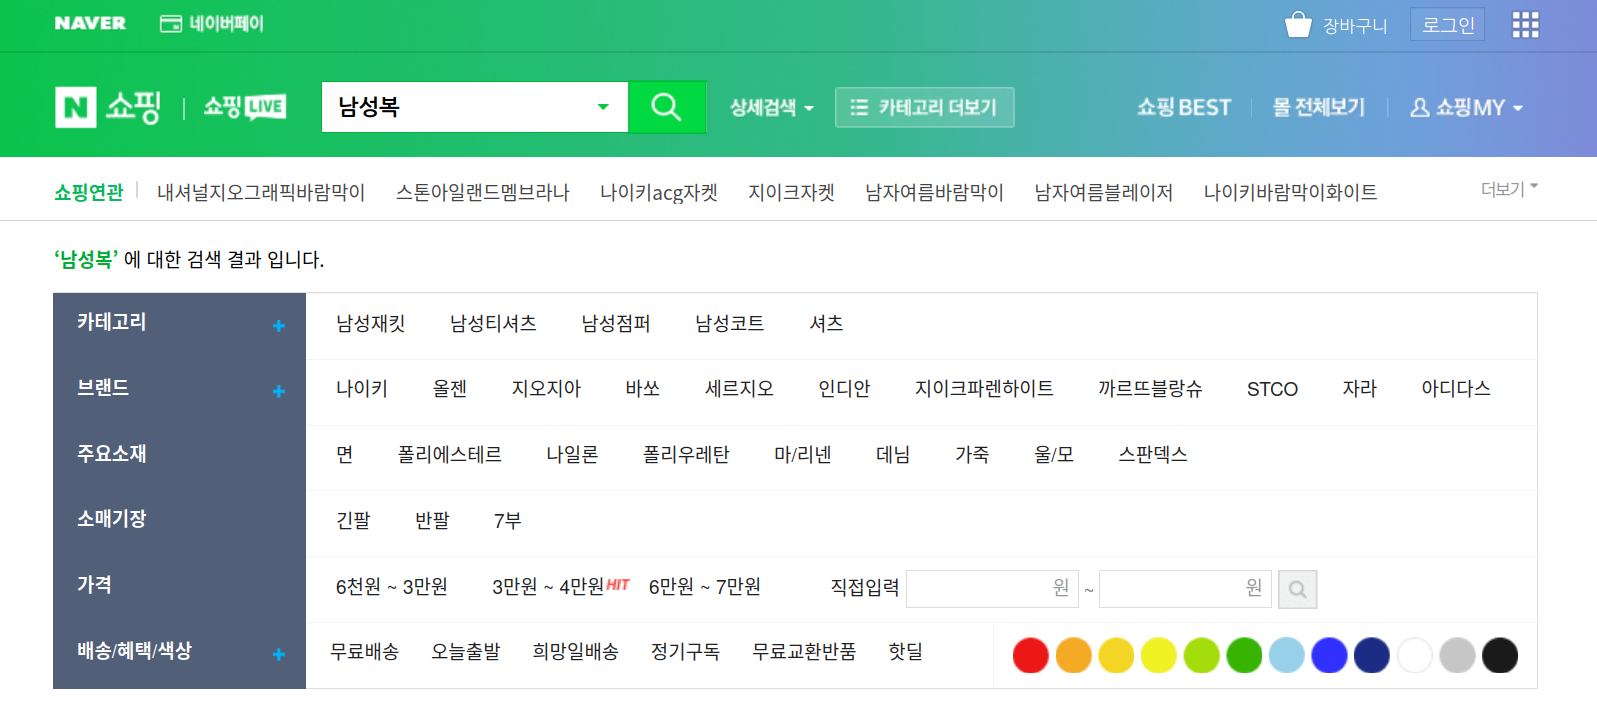 NAVER 네이버페이 장바구니 로그인
N 쇼핑 쇼핑 LIVE 남성복 상세검색 카테고리 더보기 쇼핑 BEST 몰 전체보기 쇼핑MY
쇼핑연관 내셔널지오그래픽바람막이 스톤아일랜드멤브라나 나이키acg자켓 지이크자켓 남자여름바람막이 남자여름블레이저 나이키바람막이화이트 더보기
‘남성복’ 에 대한 검색 결과 입니다.
카테고리 + 남성재킷 남성티셔츠 남성점퍼 남성코트 셔츠
브랜드 + 나이키 올젠 지오지아 바쏘 세르지오 인디안 지이크파렌하이트 까르뜨블랑슈 STCO 자라 아디다스
주요소재 면 폴리에스테르 나일론 폴리우레탄 마/리넨 데님 가죽 울/모 스판덱스
소매기장 긴팔 반팔 7부
가격 6천원 ~ 3만원 3만원 ~ 4만원 HIT 6만원 ~ 7만원 직접입력 원 ~ 원
배송/혜택/색상 + 무료배송 오늘출발 희망일배송 정기구독 무료교환반품 핫딜